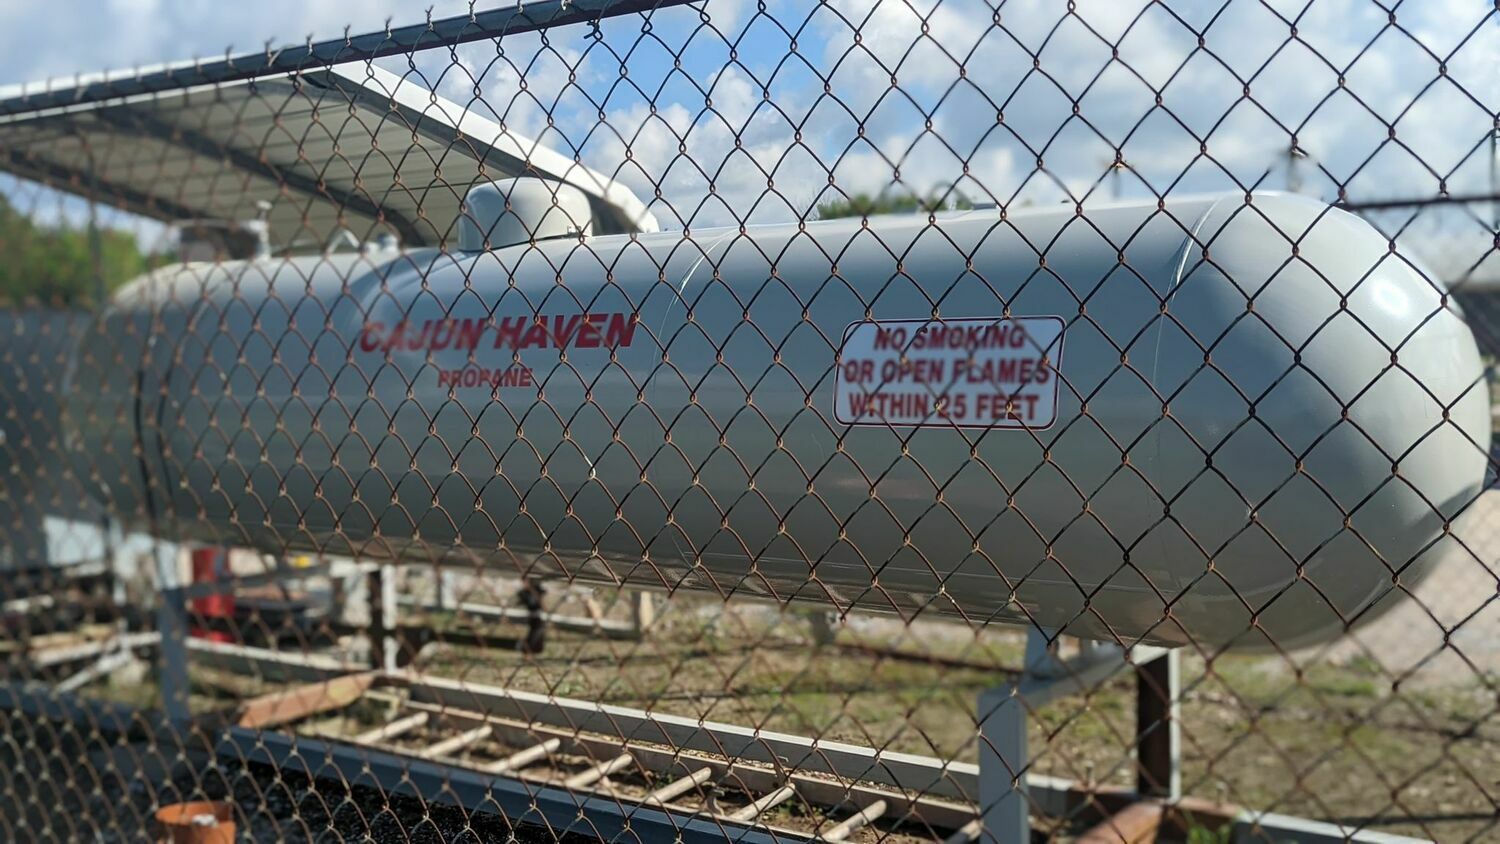 CAJUN HAVEN
PROPANE
NO SMOKING
OR OPEN FLAMES
WITHIN 25 FEET